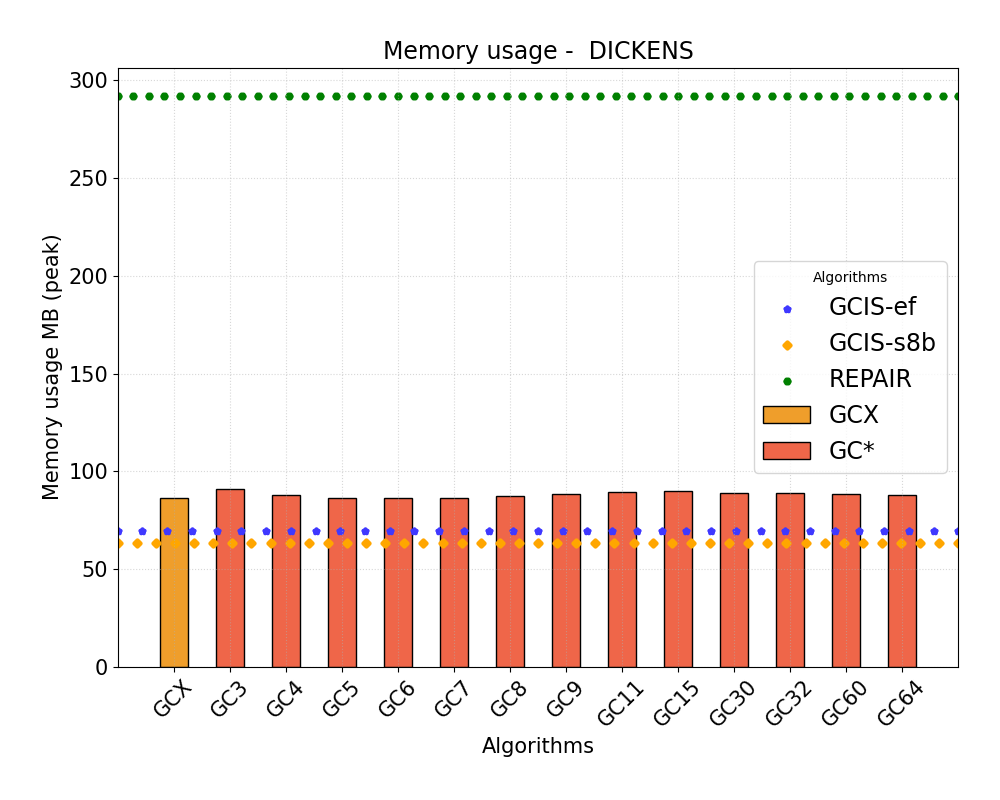 Memory usage -  DICKENS
Memory usage MB (peak)
300
250
200
150
100
50
0
Algorithms
GCIS-ef
GCIS-s8b
REPAIR
GCX
GC*
GCX
GC3
GC4
GC5
GC6
GC7
GC8
GC9
GC11
GC15
GC30
GC32
GC60
GC64
Algorithms